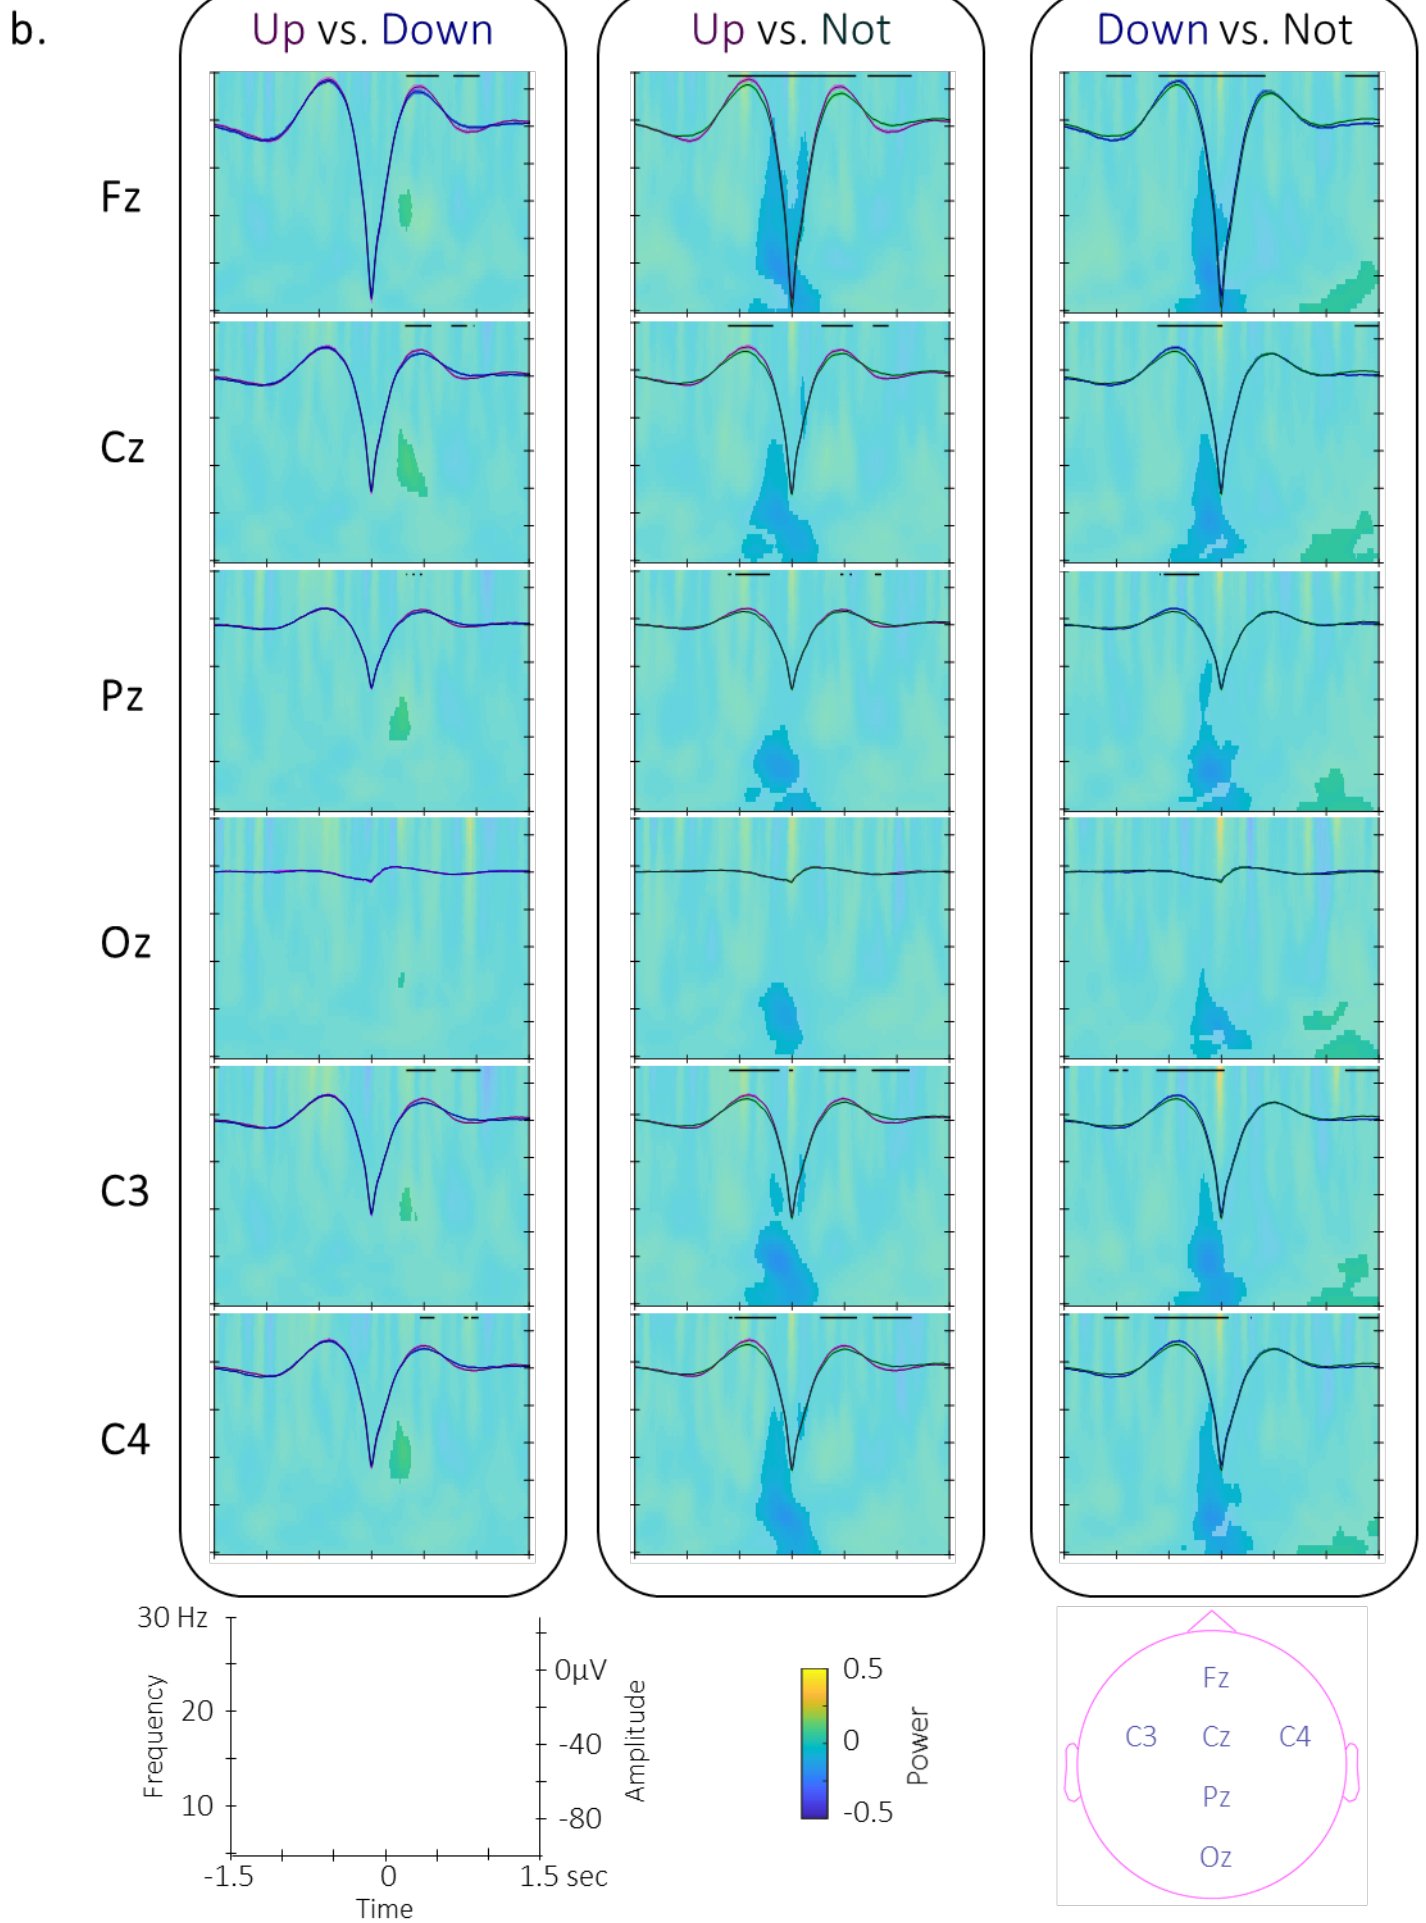 b.
Up vs. Down
Up vs. Not
Down vs. Not
Fz
Cz
Pz
Oz
C3
C4
30 Hz
20
10
Frequency
-1.5
0
1.5 sec
Time
0µV
-40
-80
Amplitude
0.5
0
-0.5
Power
Fz
C3 Cz C4
Pz
Oz